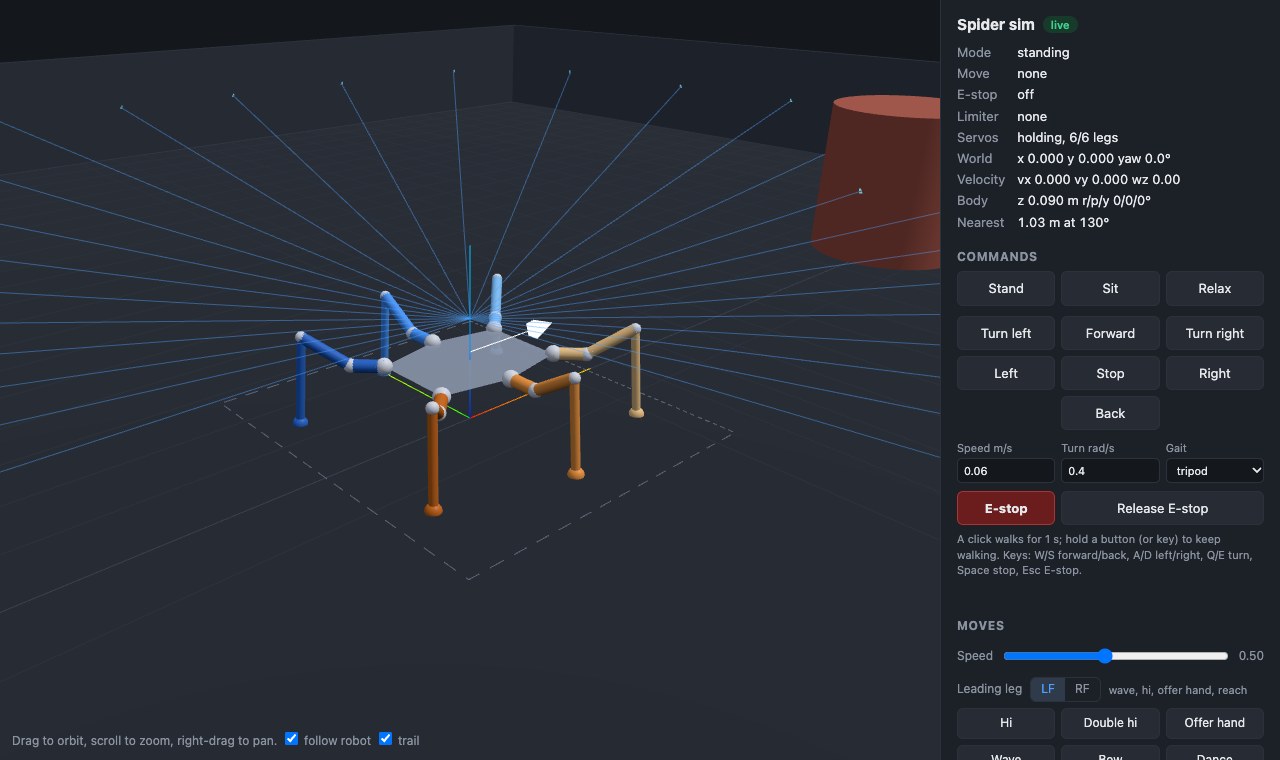 Spider sim live
Mode standing
Move none
E-stop off
Limiter none
Servos holding, 6/6 legs
World x 0.000 y 0.000 yaw 0.0°
Velocity vx 0.000 vy 0.000 wz 0.00
Body z 0.090 m r/p/y 0/0/0°
Nearest 1.03 m at 130°
COMMANDS
Stand Sit Relax
Turn left Forward Turn right
Left Stop Right
Back
Speed m/s Turn rad/s Gait
0.06 0.4 tripod
E-stop Release E-stop
A click walks for 1 s; hold a button (or key) to keep
walking. Keys: W/S forward/back, A/D left/right, Q/E turn,
Space stop, Esc E-stop.
MOVES
Speed 0.50
Leading leg LF RF wave, hi, offer hand, reach
Hi Double hi Offer hand
Wave Bow Dance
Drag to orbit, scroll to zoom, right-drag to pan. follow robot trail